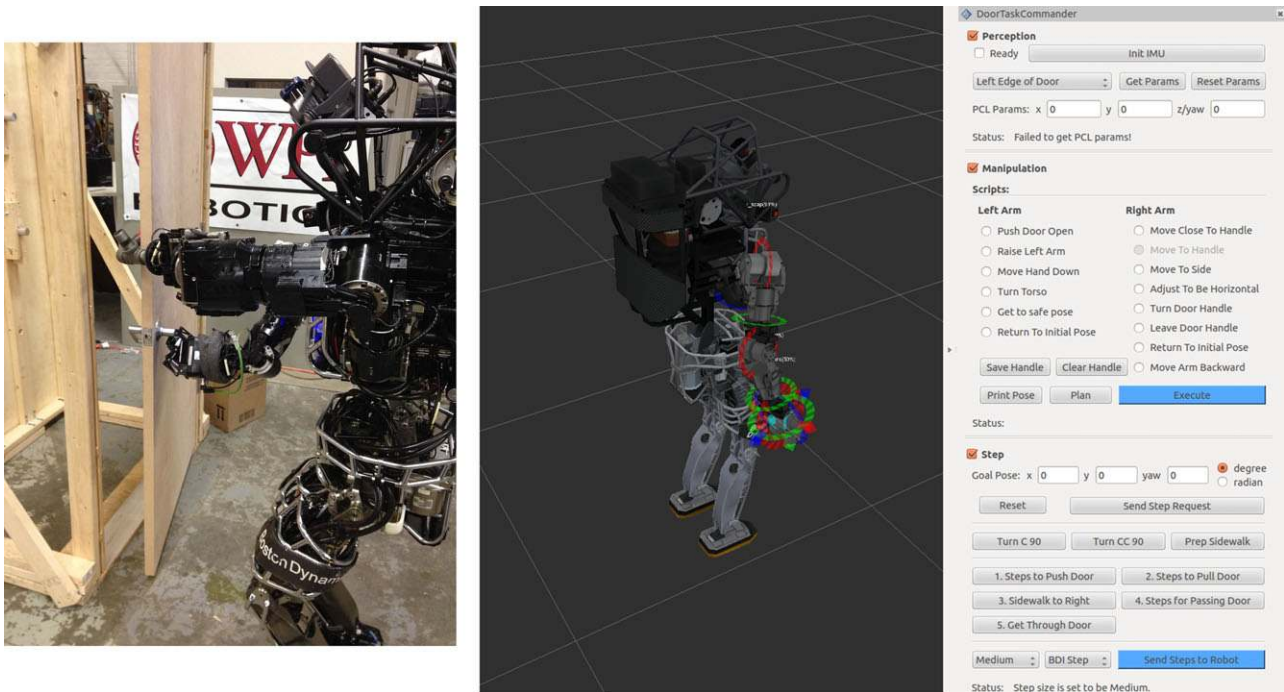 WPI
ROBOTIC
Boston Dynam
DoorTaskCommander
Perception
Ready Init IMU
Left Edge of Door Get Params Reset Params
PCL Params: x 0 y 0 z/yaw 0
Status: Failed to get PCL params!
Manipulation
Scripts:
Left Arm Right Arm
Push Door Open Move Close To Handle
Raise Left Arm Move To Handle
Move Hand Down Move To Side
Turn Torso Adjust To Be Horizontal
Get to safe pose Turn Door Handle
Return To Initial Pose Leave Door Handle
Return To Initial Pose
Save Handle Clear Handle Move Arm Backward
Print Pose Plan Execute
Status:
Step
Goal Pose: x 0 y 0 yaw 0 degree
radian
Reset Send Step Request
Turn C 90 Turn CC 90 Prep Sidewalk
1. Steps to Push Door 2. Steps to Pull Door
3. Sidewalk to Right 4. Steps for Passing Door
5. Get Through Door
Medium BDI Step Send Steps to Robot
Status: Step size is set to be Medium.